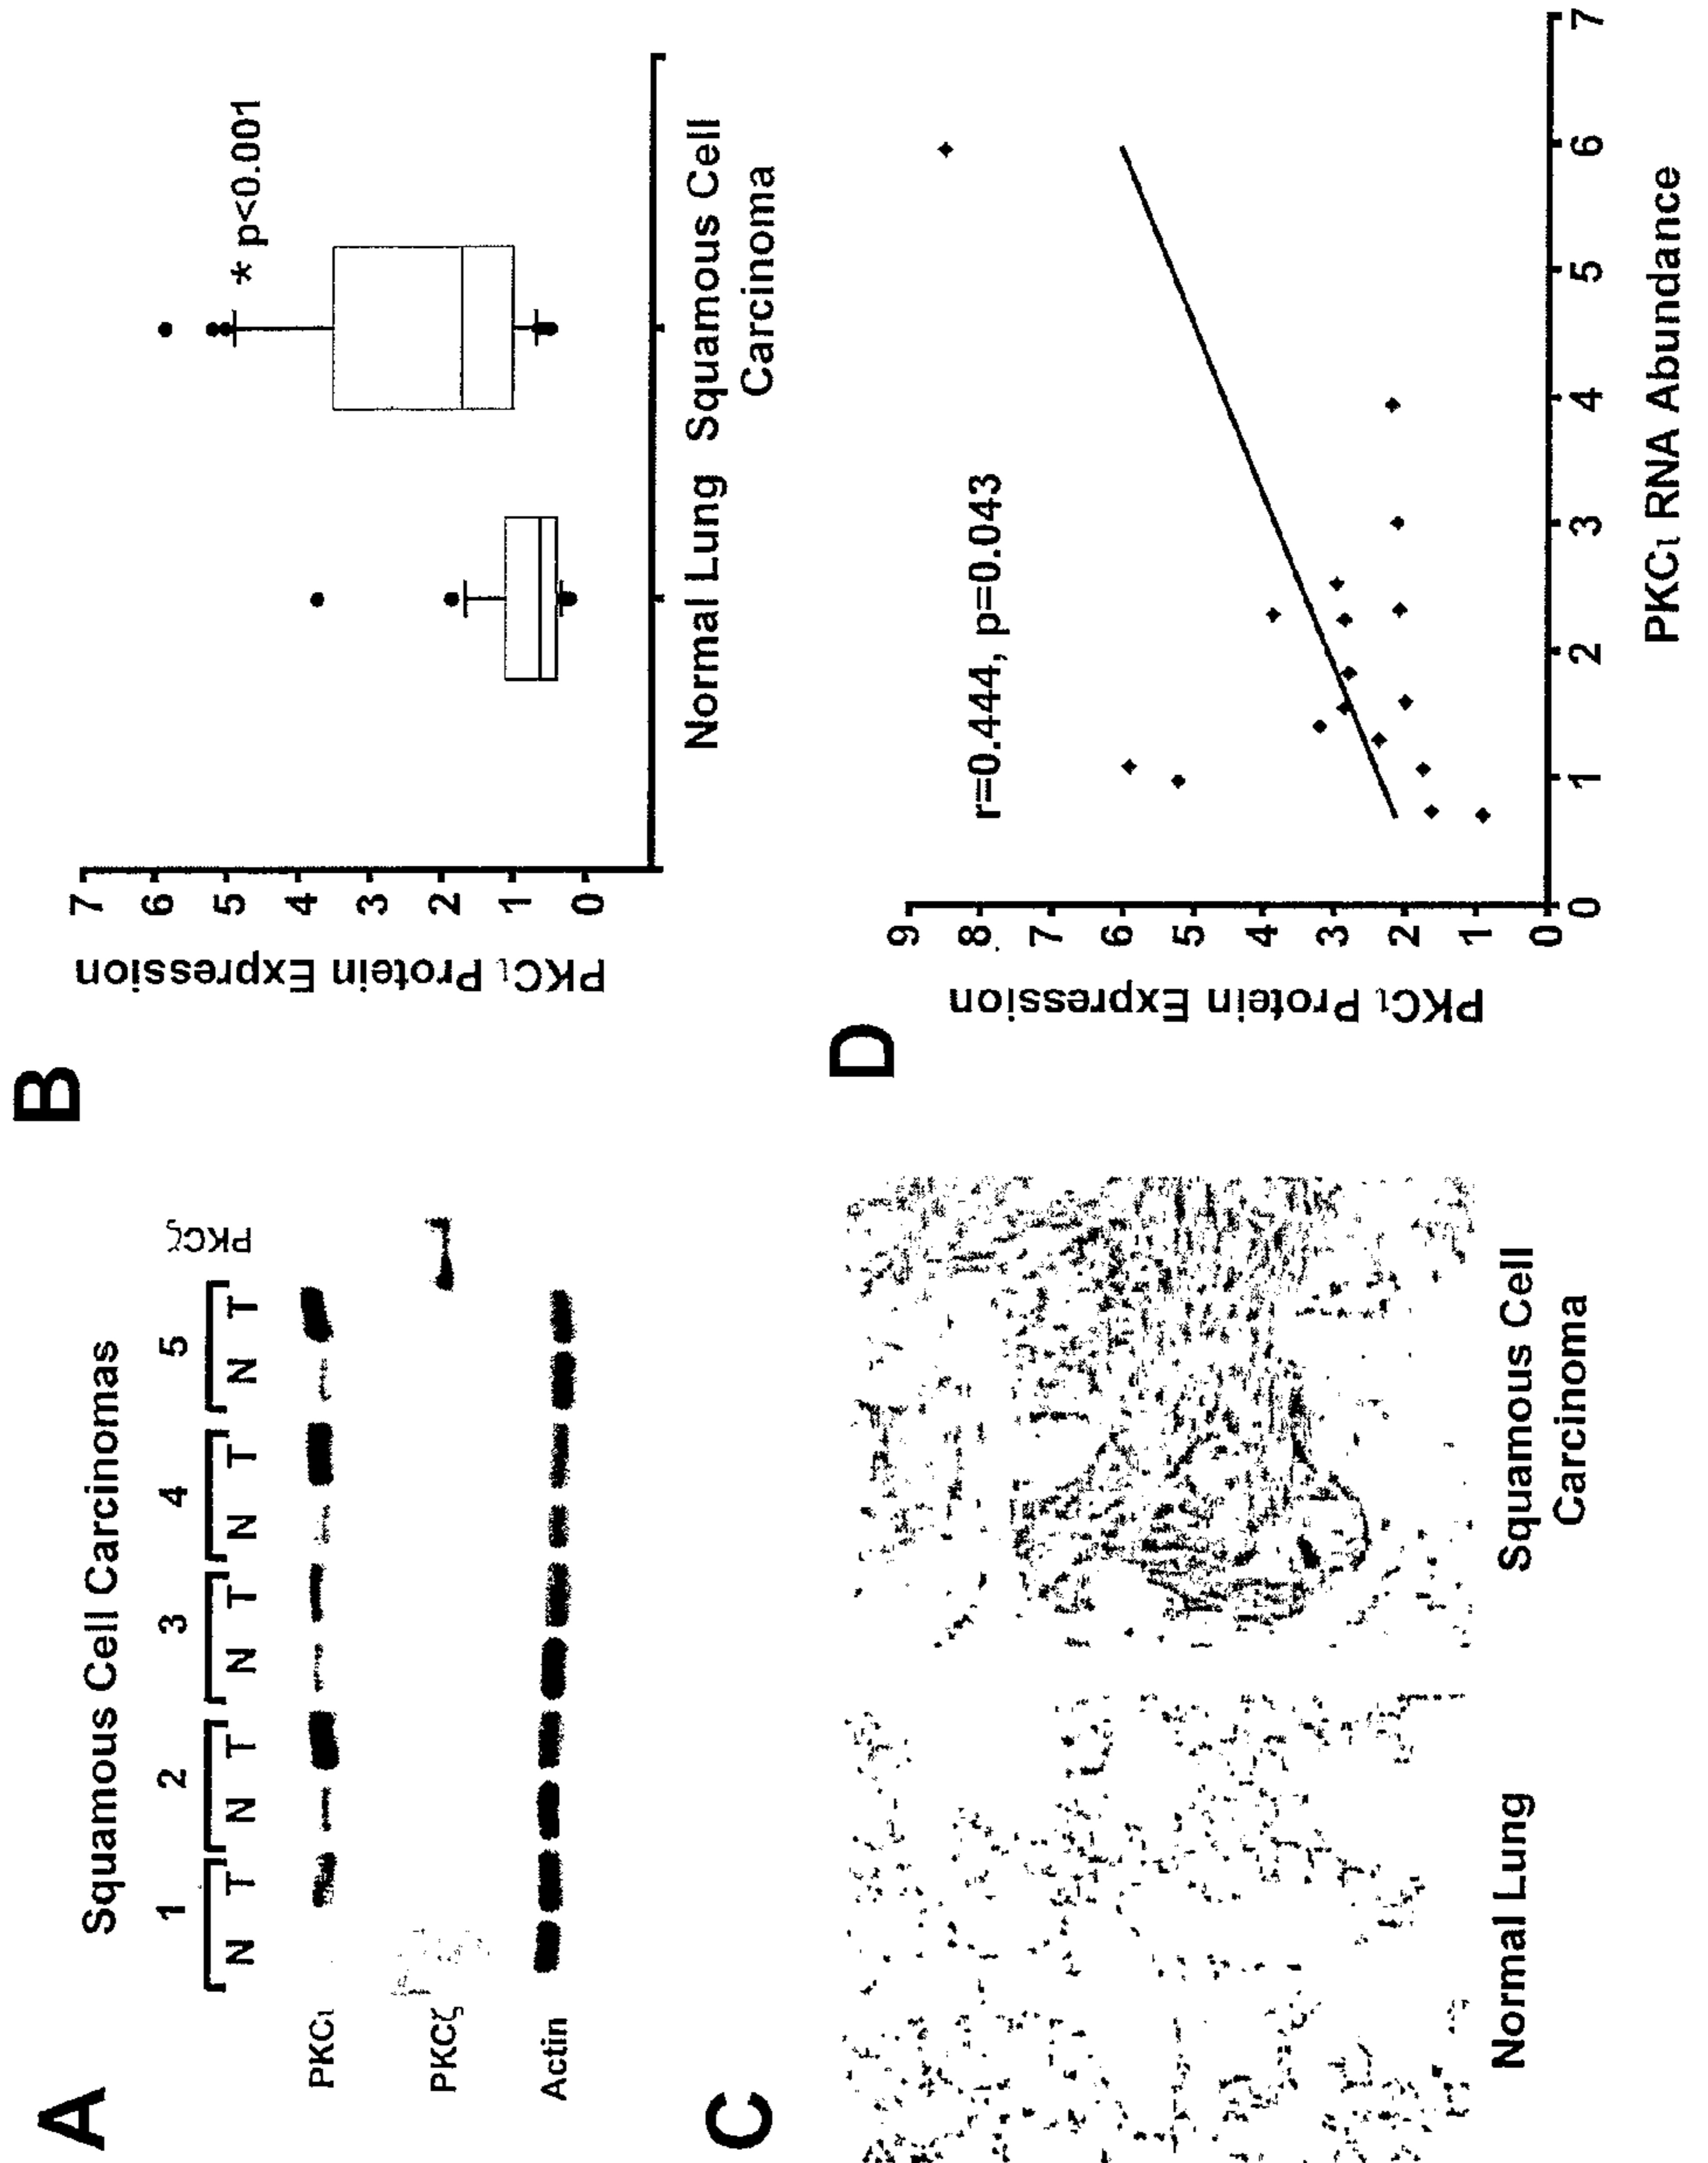 A
Squamous Cell Carcinomas
1 2 3 4 5
N T N T N T N T N T PKCζ
PKCι
PKCζ
Actin
B
PKCι Protein Expression
7
6
5
4
3
2
1
0
* p<0.001
Normal Lung Squamous Cell
Carcinoma
C
Normal Lung
Squamous Cell
Carcinoma
D
PKCι Protein Expression
9
8
7
6
5
4
3
2
1
0
r=0.444, p=0.043
0 1 2 3 4 5 6 7
PKCι RNA Abundance